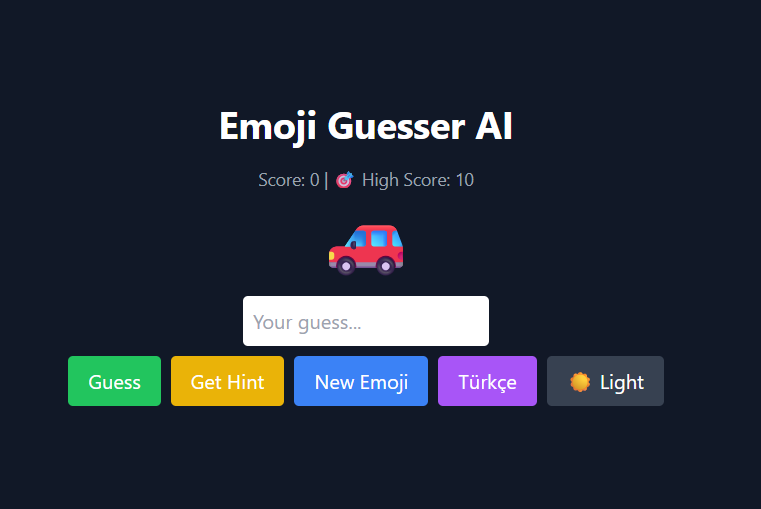 Emoji Guesser AI
Score: 0 | 🎯 High Score: 10
Your guess...
Guess Get Hint New Emoji Türkçe Light